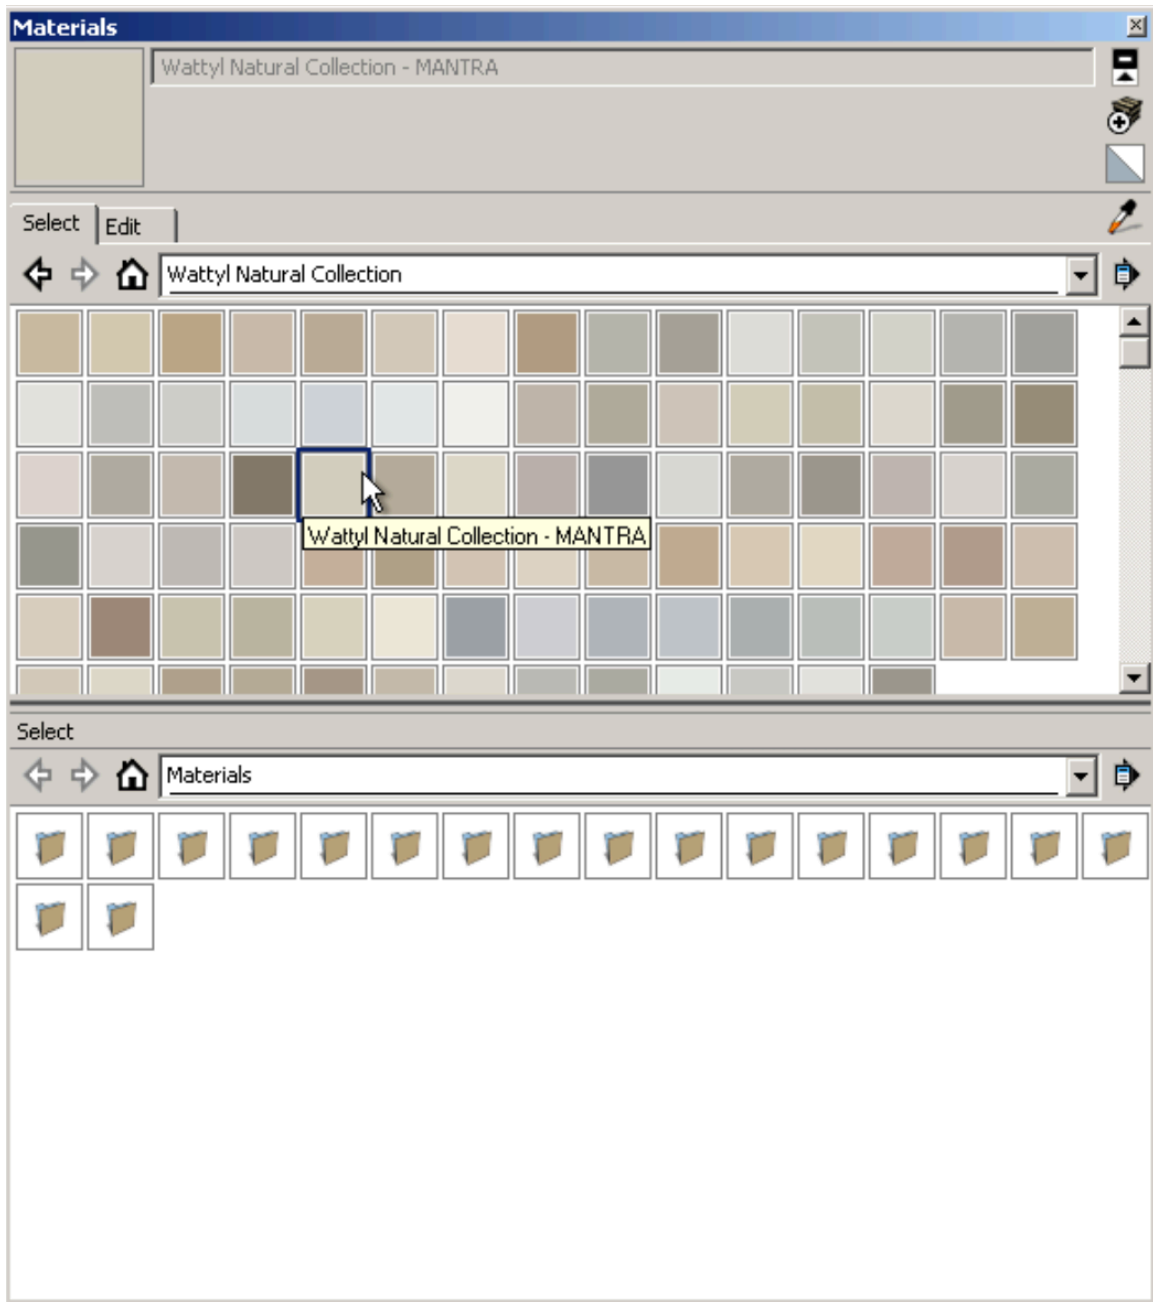 Materials
Wattyl Natural Collection - MANTRA
Select
Edit
Wattyl Natural Collection
Wattyl Natural Collection - MANTRA
Select
Materials